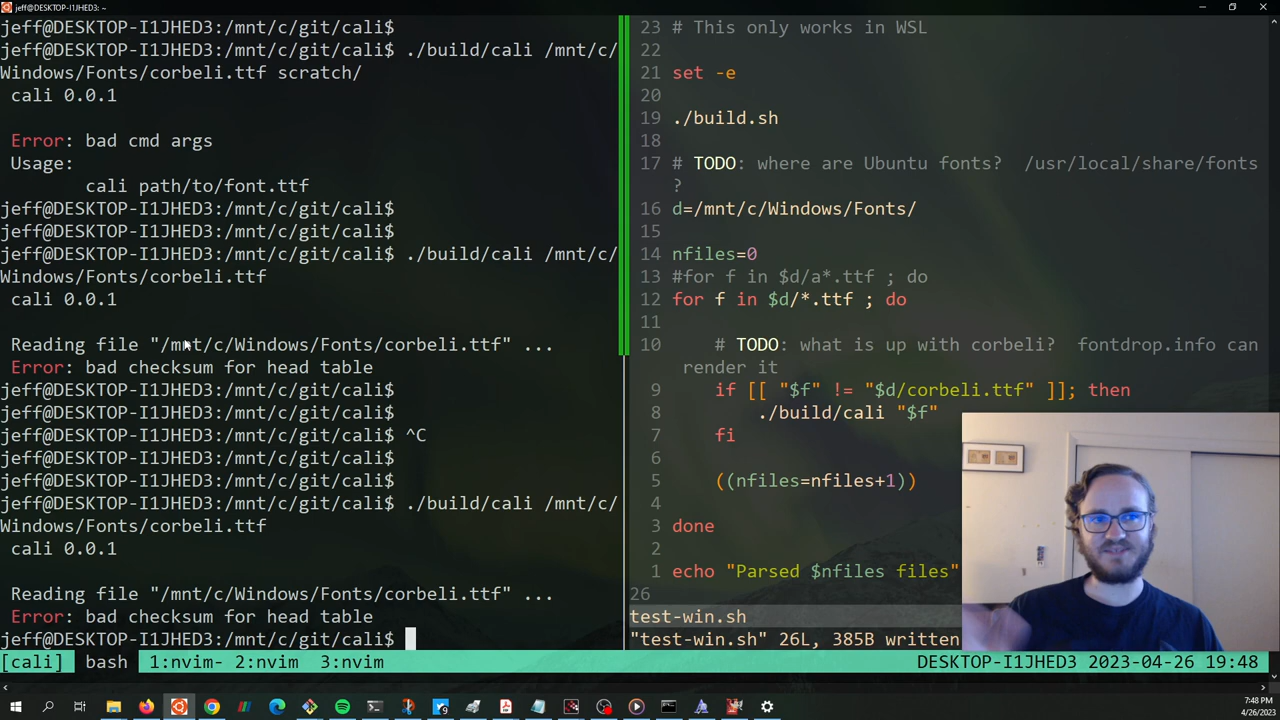 jeff@DESKTOP-I1JHED3: ~
jeff@DESKTOP-I1JHED3:/mnt/c/git/cali$
jeff@DESKTOP-I1JHED3:/mnt/c/git/cali$ ./build/cali /mnt/c/
Windows/Fonts/corbeli.ttf scratch/
cali 0.0.1
Error: bad cmd args
Usage:
cali path/to/font.ttf
jeff@DESKTOP-I1JHED3:/mnt/c/git/cali$
jeff@DESKTOP-I1JHED3:/mnt/c/git/cali$
jeff@DESKTOP-I1JHED3:/mnt/c/git/cali$ ./build/cali /mnt/c/
Windows/Fonts/corbeli.ttf
cali 0.0.1
Reading file "/mnt/c/Windows/Fonts/corbeli.ttf" ...
Error: bad checksum for head table
jeff@DESKTOP-I1JHED3:/mnt/c/git/cali$
jeff@DESKTOP-I1JHED3:/mnt/c/git/cali$
jeff@DESKTOP-I1JHED3:/mnt/c/git/cali$ ^C
jeff@DESKTOP-I1JHED3:/mnt/c/git/cali$
jeff@DESKTOP-I1JHED3:/mnt/c/git/cali$
jeff@DESKTOP-I1JHED3:/mnt/c/git/cali$ ./build/cali /mnt/c/
Windows/Fonts/corbeli.ttf
cali 0.0.1
Reading file "/mnt/c/Windows/Fonts/corbeli.ttf" ...
Error: bad checksum for head table
jeff@DESKTOP-I1JHED3:/mnt/c/git/cali$
23 # This only works in WSL
22
21 set -e
20
19 ./build.sh
18
17 # TODO: where are Ubuntu fonts?  /usr/local/share/fonts
?
16 d=/mnt/c/Windows/Fonts/
15
14 nfiles=0
13 #for f in $d/a*.ttf ; do
12 for f in $d/*.ttf ; do
11
10     # TODO: what is up with corbeli?  fontdrop.info can
render it
9     if [[ "$f" != "$d/corbeli.ttf" ]]; then
8         ./build/cali "$f"
7     fi
6
5     ((nfiles=nfiles+1))
4
3 done
2
1 echo "Parsed $nfiles files"
26
test-win.sh
"test-win.sh" 26L, 385B written
[cali] bash 1:nvim- 2:nvim 3:nvim DESKTOP-I1JHED3 2023-04-26 19:48
7:48 PM
4/26/2023